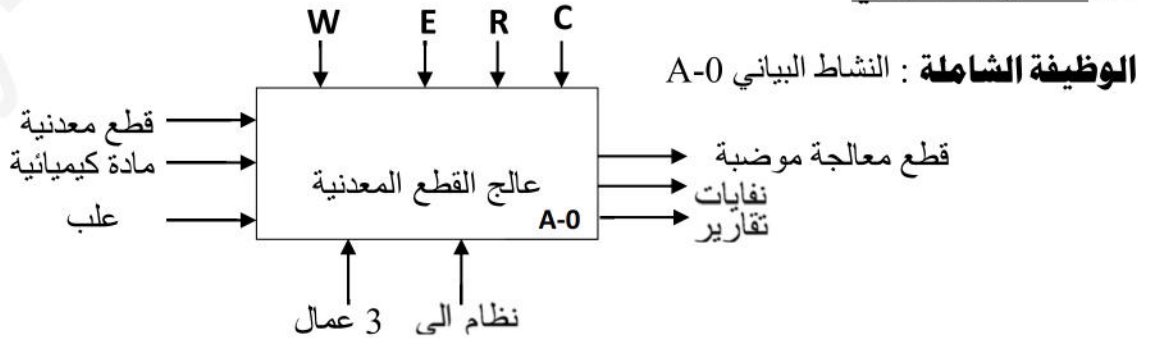 W E R C
الوظيفة الشاملة : النشاط البياني A-0
قطع معدنية
مادة كيميائية
علب
عالج القطع المعدنية
A-0
قطع معالجة موضبة
نفايات
تقارير
3 عمال
نظام الى